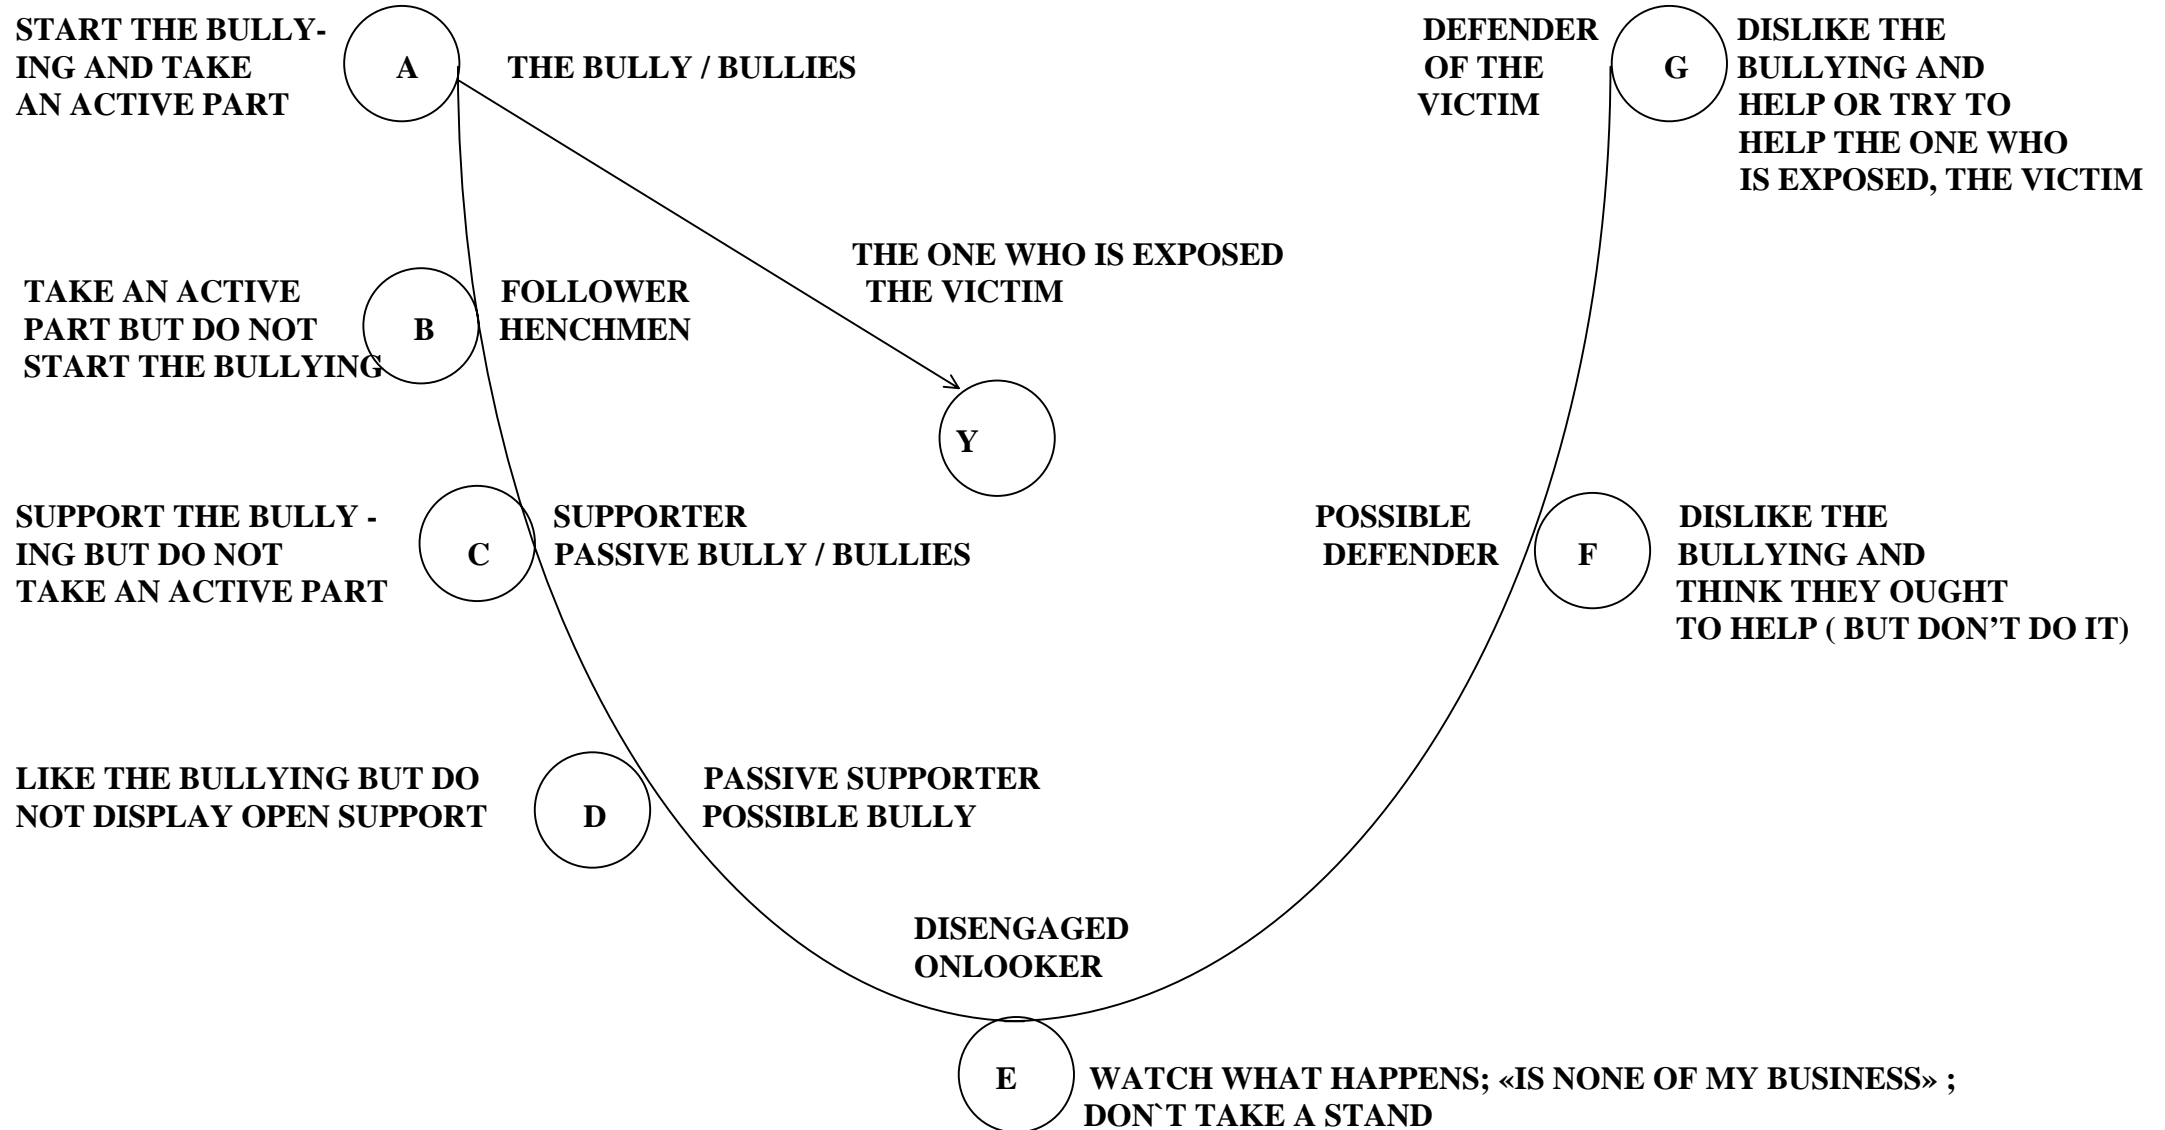 START THE BULLY-
ING AND TAKE
AN ACTIVE PART
A
THE BULLY / BULLIES
DEFENDER
OF THE
VICTIM
G
DISLIKE THE
BULLYING AND
HELP OR TRY TO
HELP THE ONE WHO
IS EXPOSED, THE VICTIM
THE ONE WHO IS EXPOSED
THE VICTIM
TAKE AN ACTIVE
PART BUT DO NOT
START THE BULLYING
B
FOLLOWER
HENCHMEN
Y
SUPPORT THE BULLY -
ING BUT DO NOT
TAKE AN ACTIVE PART
C
SUPPORTER
PASSIVE BULLY / BULLIES
POSSIBLE
DEFENDER
F
DISLIKE THE
BULLYING AND
THINK THEY OUGHT
TO HELP ( BUT DON’T DO IT)
LIKE THE BULLYING BUT DO
NOT DISPLAY OPEN SUPPORT
D
PASSIVE SUPPORTER
POSSIBLE BULLY
DISENGAGED
ONLOOKER
E
WATCH WHAT HAPPENS; «IS NONE OF MY BUSINESS» ;
DON`T TAKE A STAND